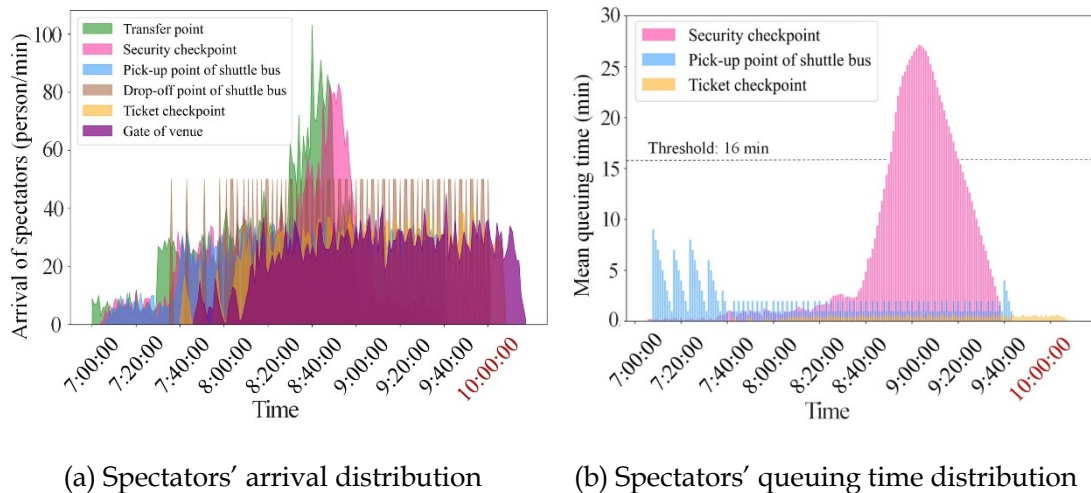 100
80
60
40
20
0
Arrival of spectators (person/min)
Transfer point
Security checkpoint
Pick-up point of shuttle bus
Drop-off point of shuttle bus
Ticket checkpoint
Gate of venue
7:00:00
7:20:00
7:40:00
8:00:00
8:20:00
8:40:00
9:00:00
9:20:00
9:40:00
10:00:00
Time
(a) Spectators’ arrival distribution
30
25
20
15
10
5
0
Mean queuing time (min)
Security checkpoint
Pick-up point of shuttle bus
Ticket checkpoint
Threshold: 16 min
7:00:00
7:20:00
7:40:00
8:00:00
8:20:00
8:40:00
9:00:00
9:20:00
9:40:00
10:00:00
Time
(b) Spectators’ queuing time distribution